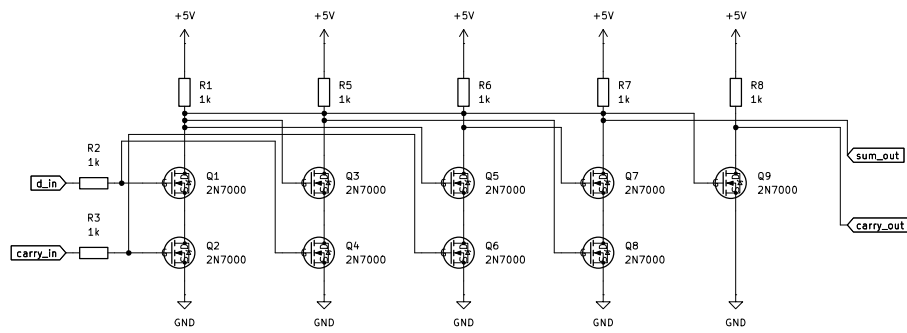 +5V +5V +5V +5V +5V
R1 R5 R6 R7 R8
1k 1k 1k 1k 1k
R2
1k
sum_out
d_in
Q1 Q3 Q5 Q7 Q9
2N7000 2N7000 2N7000 2N7000 2N7000
R3
1k
carry_out
carry_in
Q2 Q4 Q6 Q8
2N7000 2N7000 2N7000 2N7000
GND GND GND GND GND